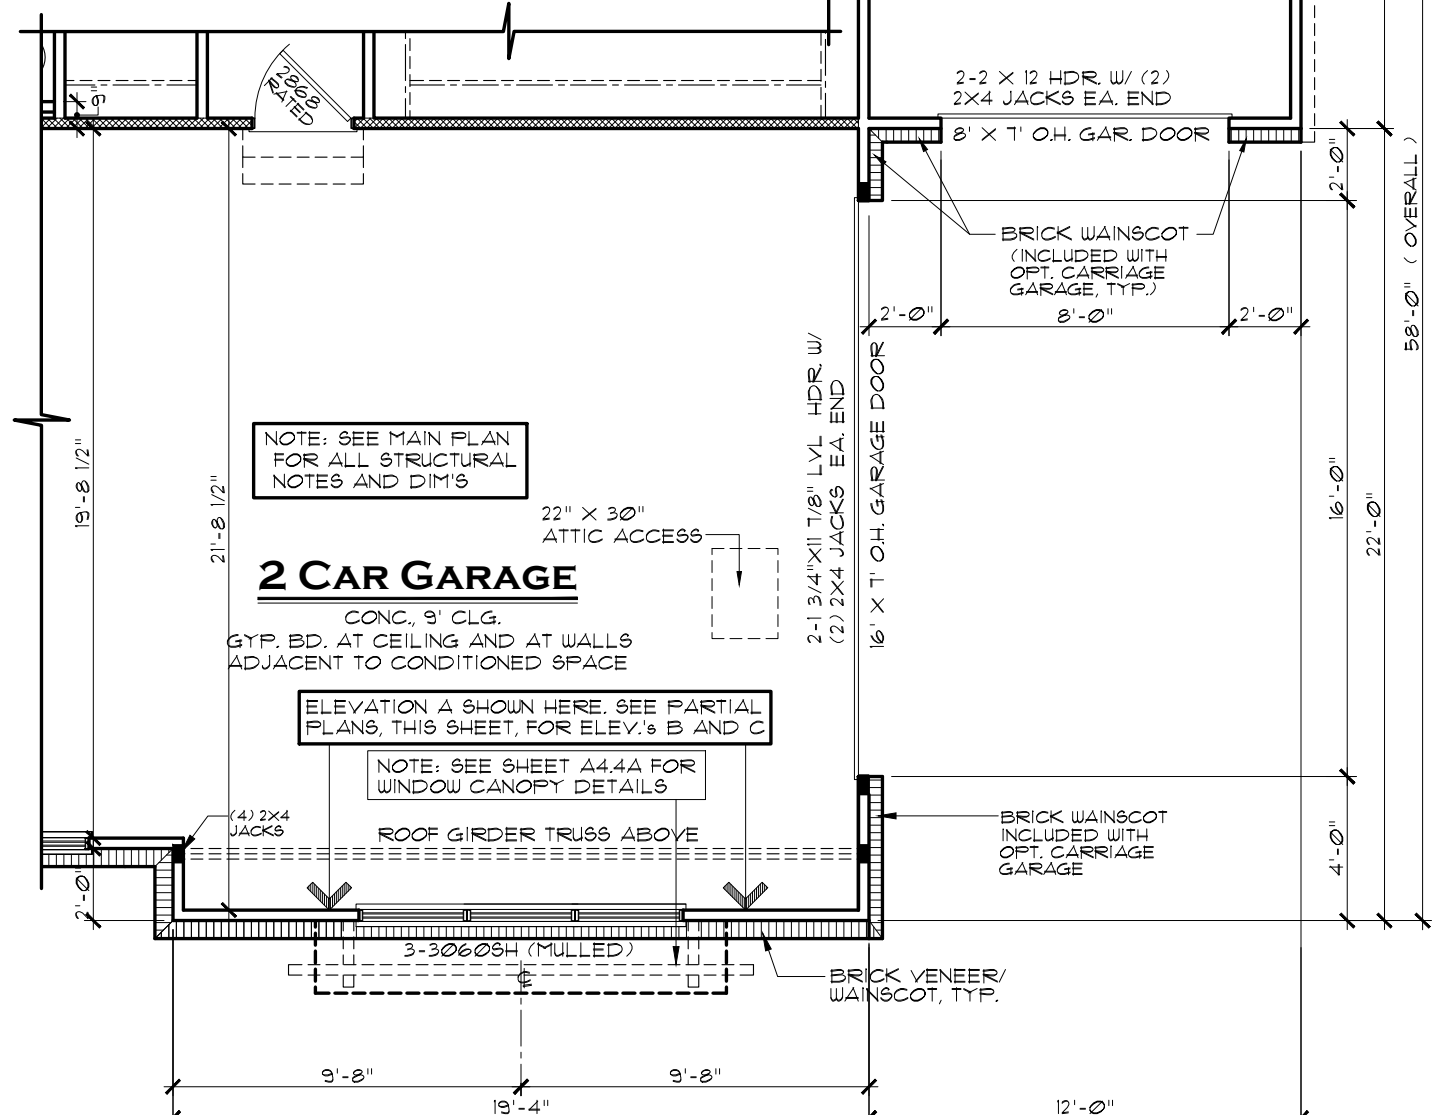 2-2 X 12 HDR. W/ (2)
2X4 JACKS EA. END
2868
RATED
9"
8' X 7' O.H. GAR. DOOR
2'-0"
58'-0" ( OVERALL )
BRICK WAINSCOT
(INCLUDED WITH
OPT. CARRIAGE
GARAGE, TYP.)
2'-0"
8'-0"
2'-0"
2-1 3/4"X11 7/8" LVL HDR. W/
(2) 2X4 JACKS EA. END
16' X 7' O.H. GARAGE DOOR
NOTE: SEE MAIN PLAN
FOR ALL STRUCTURAL
NOTES AND DIM'S
19'-8 1/2"
21'-8 1/2"
16'-0"
22'-0"
22" X 30"
ATTIC ACCESS
2 CAR GARAGE
CONC., 9' CLG.
GYP. BD. AT CEILING AND AT WALLS
ADJACENT TO CONDITIONED SPACE
ELEVATION A SHOWN HERE. SEE PARTIAL
PLANS, THIS SHEET, FOR ELEV.'s B AND C
NOTE: SEE SHEET A4.4A FOR
WINDOW CANOPY DETAILS
(4) 2X4
JACKS
ROOF GIRDER TRUSS ABOVE
BRICK WAINSCOT
INCLUDED WITH
OPT. CARRIAGE
GARAGE
4'-0"
2'-0"
3-3060SH (MULLED)
BRICK VENEER/
WAINSCOT, TYP.
9'-8"
9'-8"
19'-4"
12'-0"